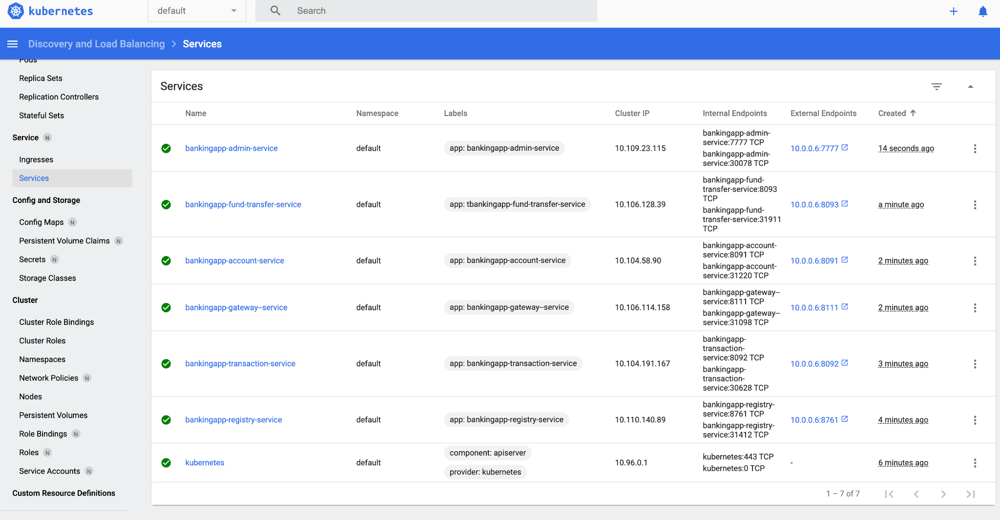 kubernetes
default
Search
Discovery and Load Balancing
Services
Pods
Replica Sets
Replication Controllers
Stateful Sets
Service N
Ingresses
Services
Config and Storage
Config Maps N
Persistent Volume Claims N
Secrets N
Storage Classes
Cluster
Cluster Role Bindings
Cluster Roles
Namespaces
Network Policies N
Nodes
Persistent Volumes
Role Bindings N
Roles N
Service Accounts N
Custom Resource Definitions
Services
Name Namespace Labels Cluster IP Internal Endpoints External Endpoints Created
bankingapp-admin-service default app: bankingapp-admin-service 10.109.23.115
bankingapp-admin-
service:7777 TCP
bankingapp-admin-
service:30078 TCP
10.0.0.6:7777 14 seconds ago
bankingapp-fund-transfer-service default app: tbankingapp-fund-transfer-service 10.106.128.39
bankingapp-fund-
transfer-service:8093
TCP
bankingapp-fund-
transfer-service:31911
TCP
10.0.0.6:8093 a minute ago
bankingapp-account-service default app: bankingapp-account-service 10.104.58.90
bankingapp-account-
service:8091 TCP
bankingapp-account-
service:31220 TCP
10.0.0.6:8091 2 minutes ago
bankingapp-gateway--service default app: bankingapp-gateway--service 10.106.114.158
bankingapp-gateway--
service:8111 TCP
bankingapp-gateway--
service:31098 TCP
10.0.0.6:8111 2 minutes ago
bankingapp-transaction-service default app: bankingapp-transaction-service 10.104.191.167
bankingapp-
transaction-
service:8092 TCP
bankingapp-
transaction-
service:30628 TCP
10.0.0.6:8092 3 minutes ago
bankingapp-registry-service default app: bankingapp-registry-service 10.110.140.89
bankingapp-registry-
service:8761 TCP
bankingapp-registry-
service:31412 TCP
10.0.0.6:8761 4 minutes ago
kubernetes default
component: apiserver
provider: kubernetes
10.96.0.1
kubernetes:443 TCP
kubernetes:0 TCP
- 6 minutes ago
1 – 7 of 7